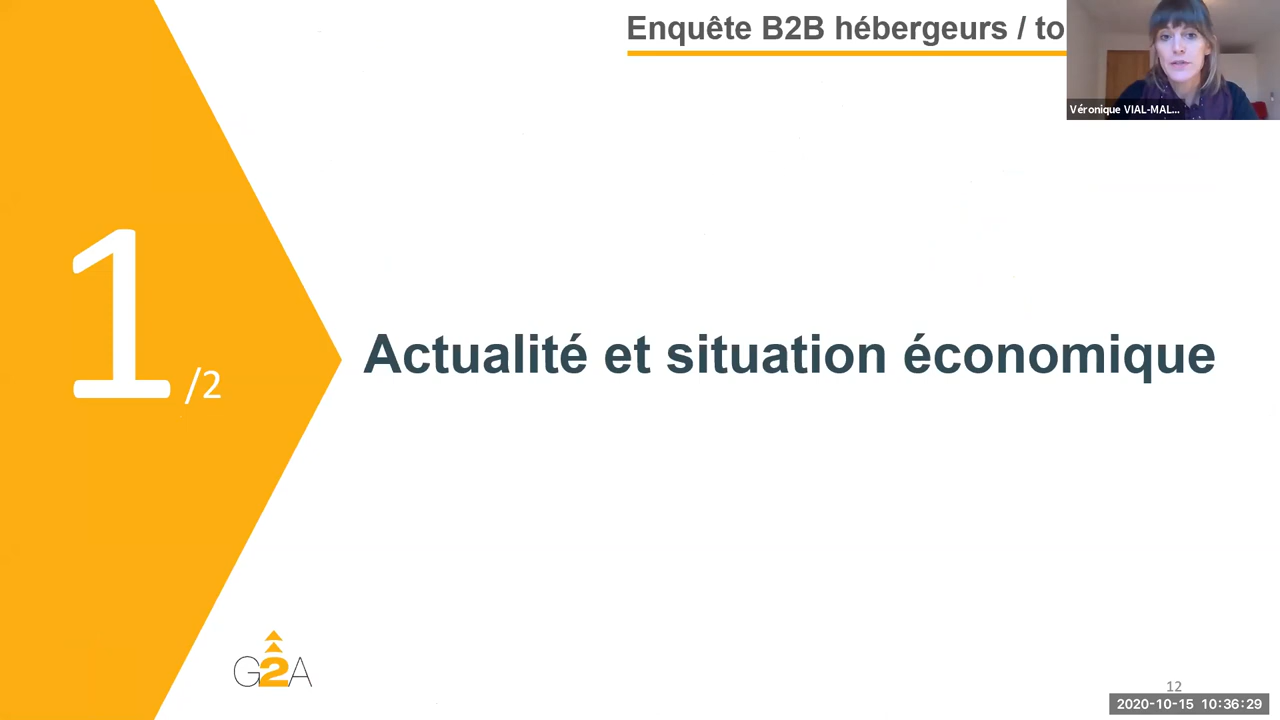 Enquête B2B hébergeurs / to
Véronique VIAL-MAL...
1/2
Actualité et situation économique
G2A
12
2020-10-15 10:36:29